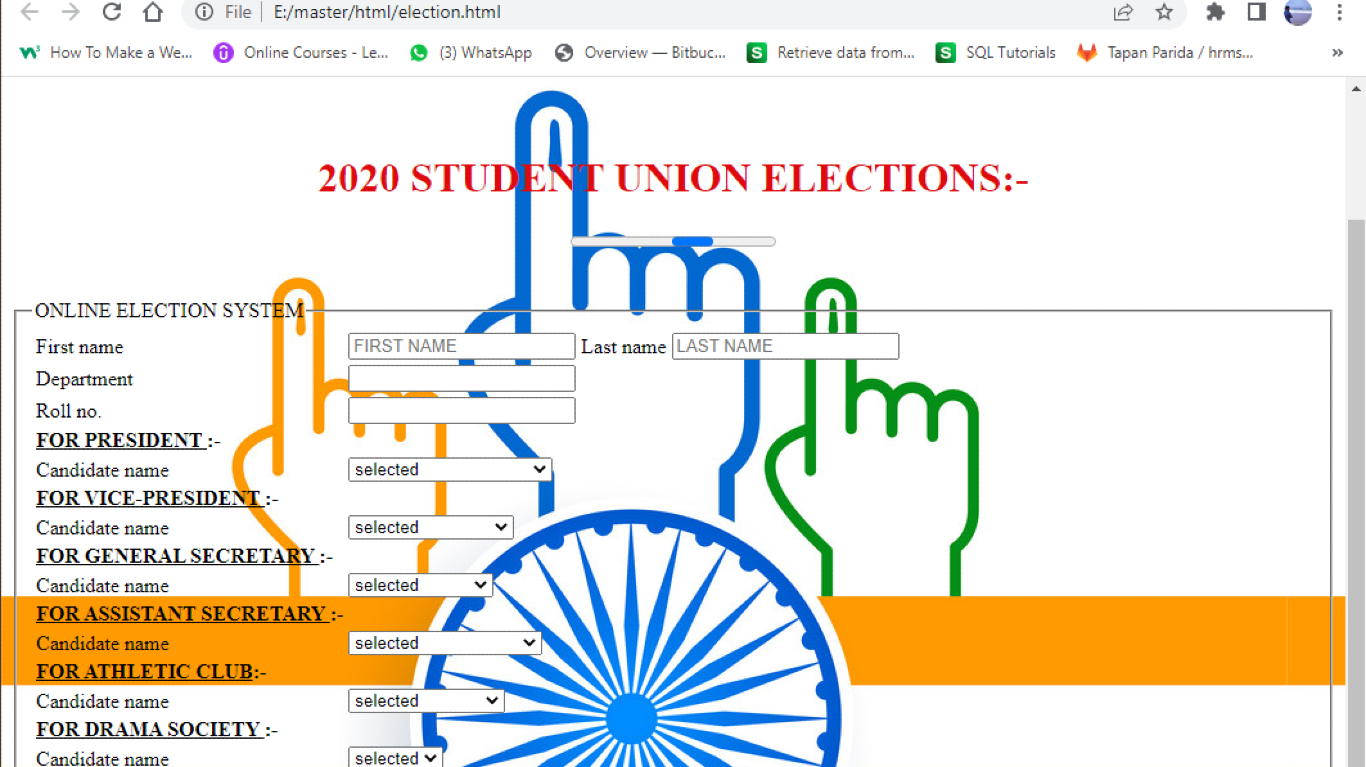 File | E:/master/html/election.html
How To Make a We... Online Courses - Le... (3) WhatsApp Overview — Bitbuc... Retrieve data from... SQL Tutorials Tapan Parida / hrms... »
2020 STUDENT UNION ELECTIONS:-
ONLINE ELECTION SYSTEM
First name FIRST NAME Last name LAST NAME
Department
Roll no.
FOR PRESIDENT :-
Candidate name selected
FOR VICE-PRESIDENT :-
Candidate name selected
FOR GENERAL SECRETARY :-
Candidate name selected
FOR ASSISTANT SECRETARY :-
Candidate name selected
FOR ATHLETIC CLUB:-
Candidate name selected
FOR DRAMA SOCIETY :-
Candidate name selected